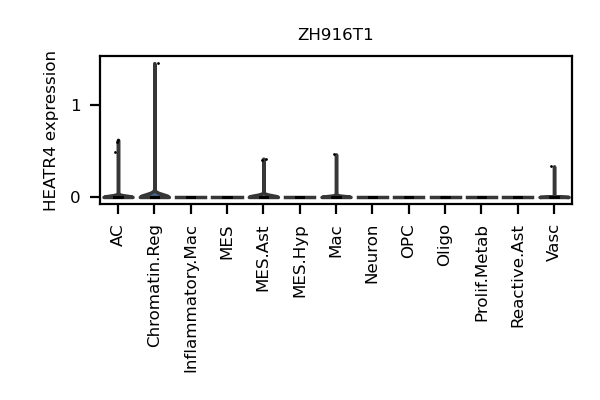 ZH916T1
HEATR4 expression
1
0
AC
Chromatin.Reg
Inflammatory.Mac
MES
MES.Ast
MES.Hyp
Mac
Neuron
OPC
Oligo
Prolif.Metab
Reactive.Ast
Vasc